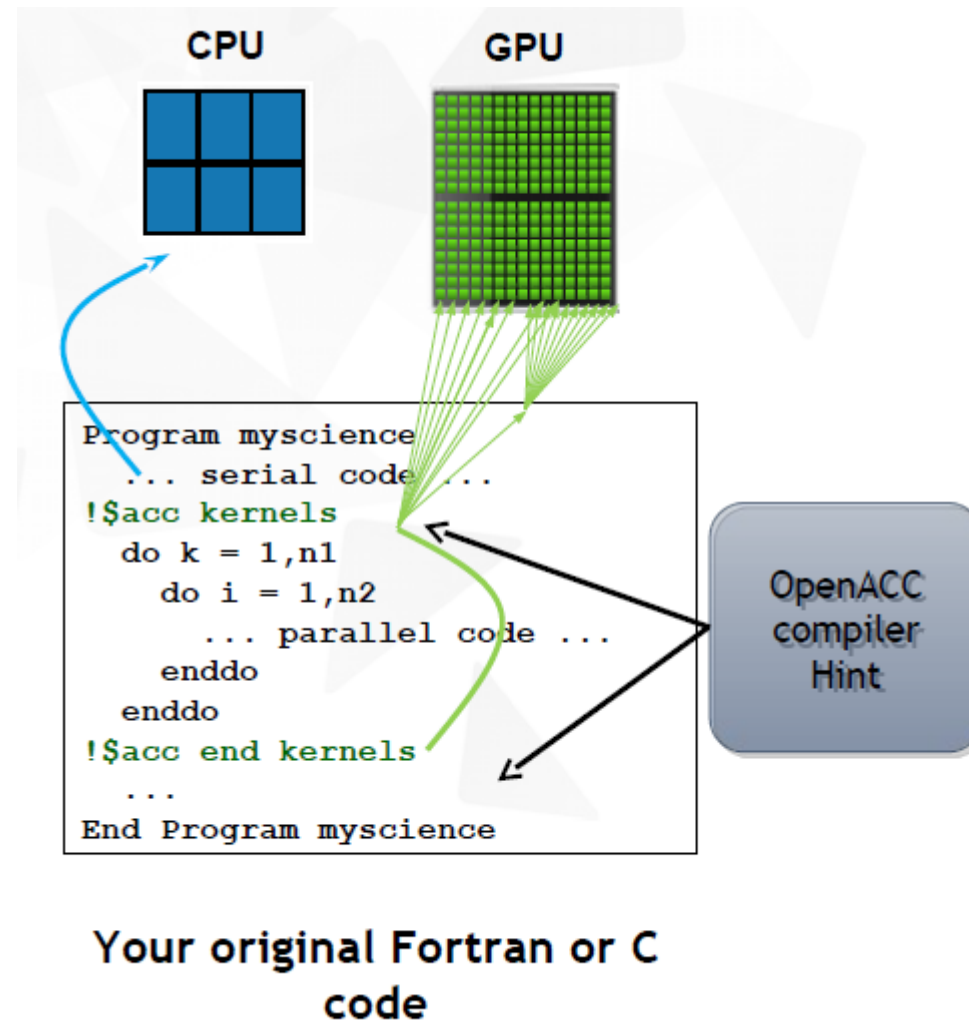 CPU
GPU
Program myscience
... serial code ...
!$acc kernels
do k = 1,n1
do i = 1,n2
... parallel code ...
enddo
enddo
!$acc end kernels
...
End Program myscience
OpenACC
compiler
Hint
Your original Fortran or C
code